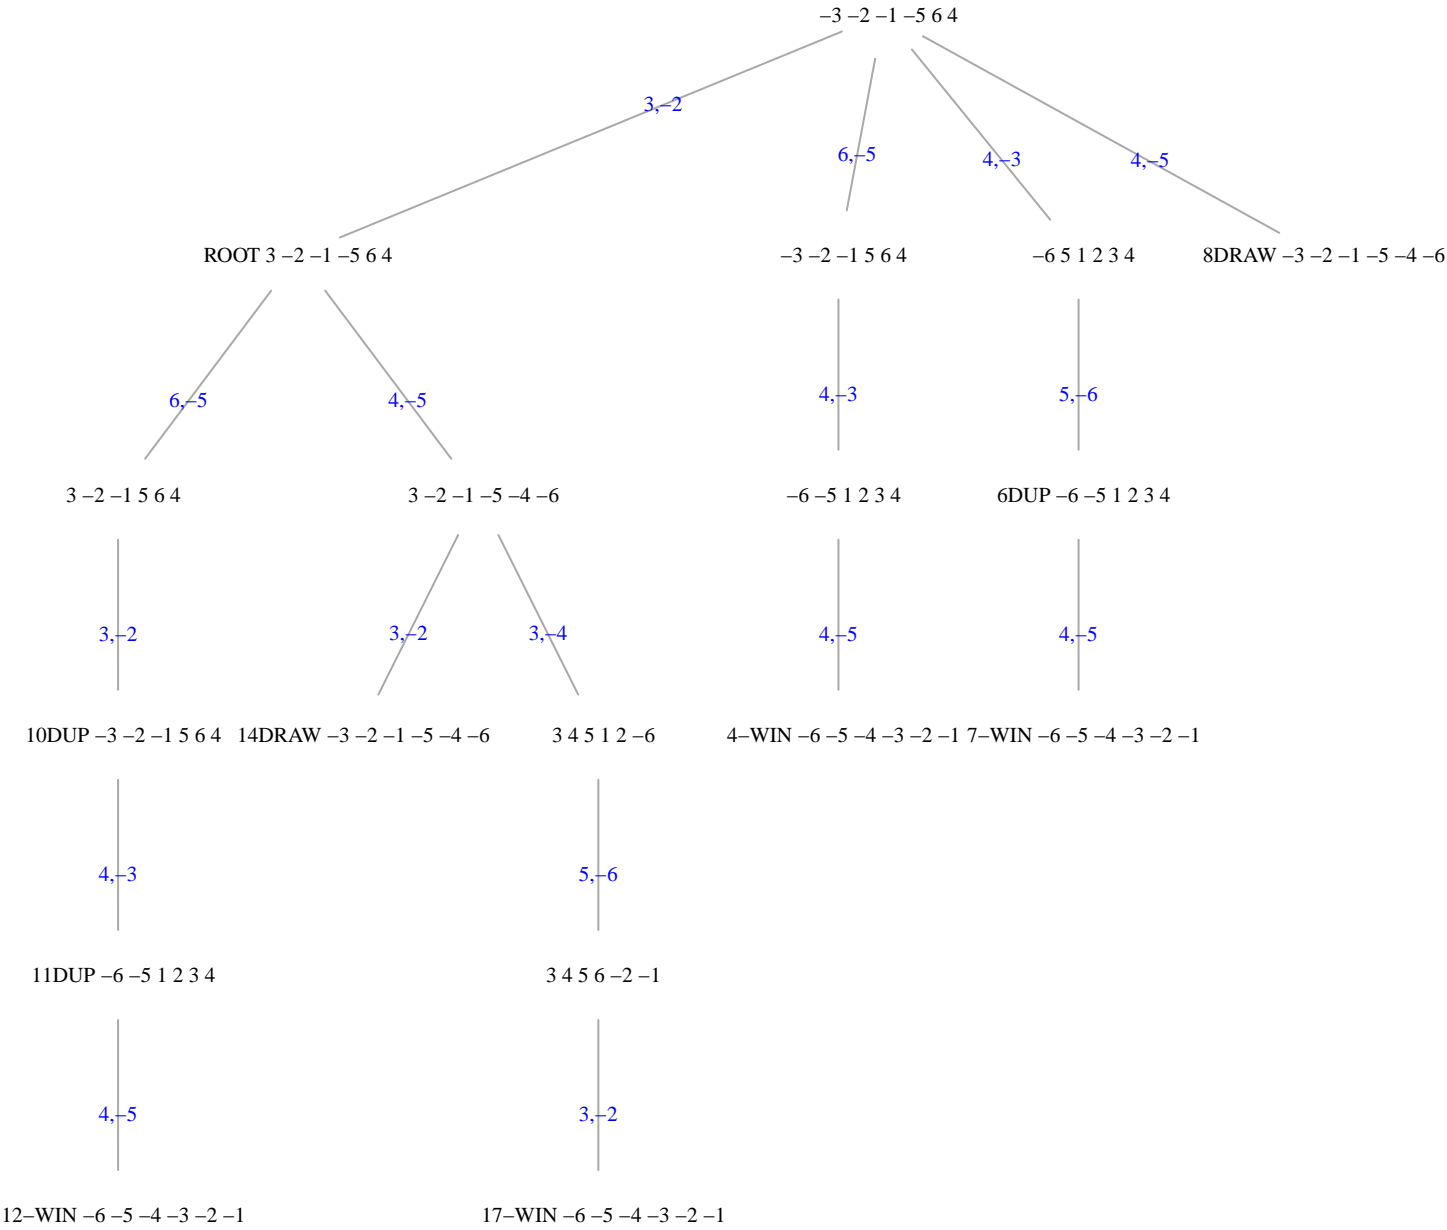 –3 –2 –1 –5 6 4
3,–2
6,–5
4,–3
4,–5
ROOT 3 –2 –1 –5 6 4
–3 –2 –1 5 6 4
–6 5 1 2 3 4
8DRAW –3 –2 –1 –5 –4 –6
6,–5
4,–5
4,–3
5,–6
3 –2 –1 5 6 4
3 –2 –1 –5 –4 –6
–6 –5 1 2 3 4
6DUP –6 –5 1 2 3 4
3,–2
3,–2
3,–4
4,–5
4,–5
10DUP –3 –2 –1 5 6 4
14DRAW –3 –2 –1 –5 –4 –6
3 4 5 1 2 –6
4–WIN –6 –5 –4 –3 –2 –1
7–WIN –6 –5 –4 –3 –2 –1
4,–3
5,–6
11DUP –6 –5 1 2 3 4
3 4 5 6 –2 –1
4,–5
3,–2
12–WIN –6 –5 –4 –3 –2 –1
17–WIN –6 –5 –4 –3 –2 –1